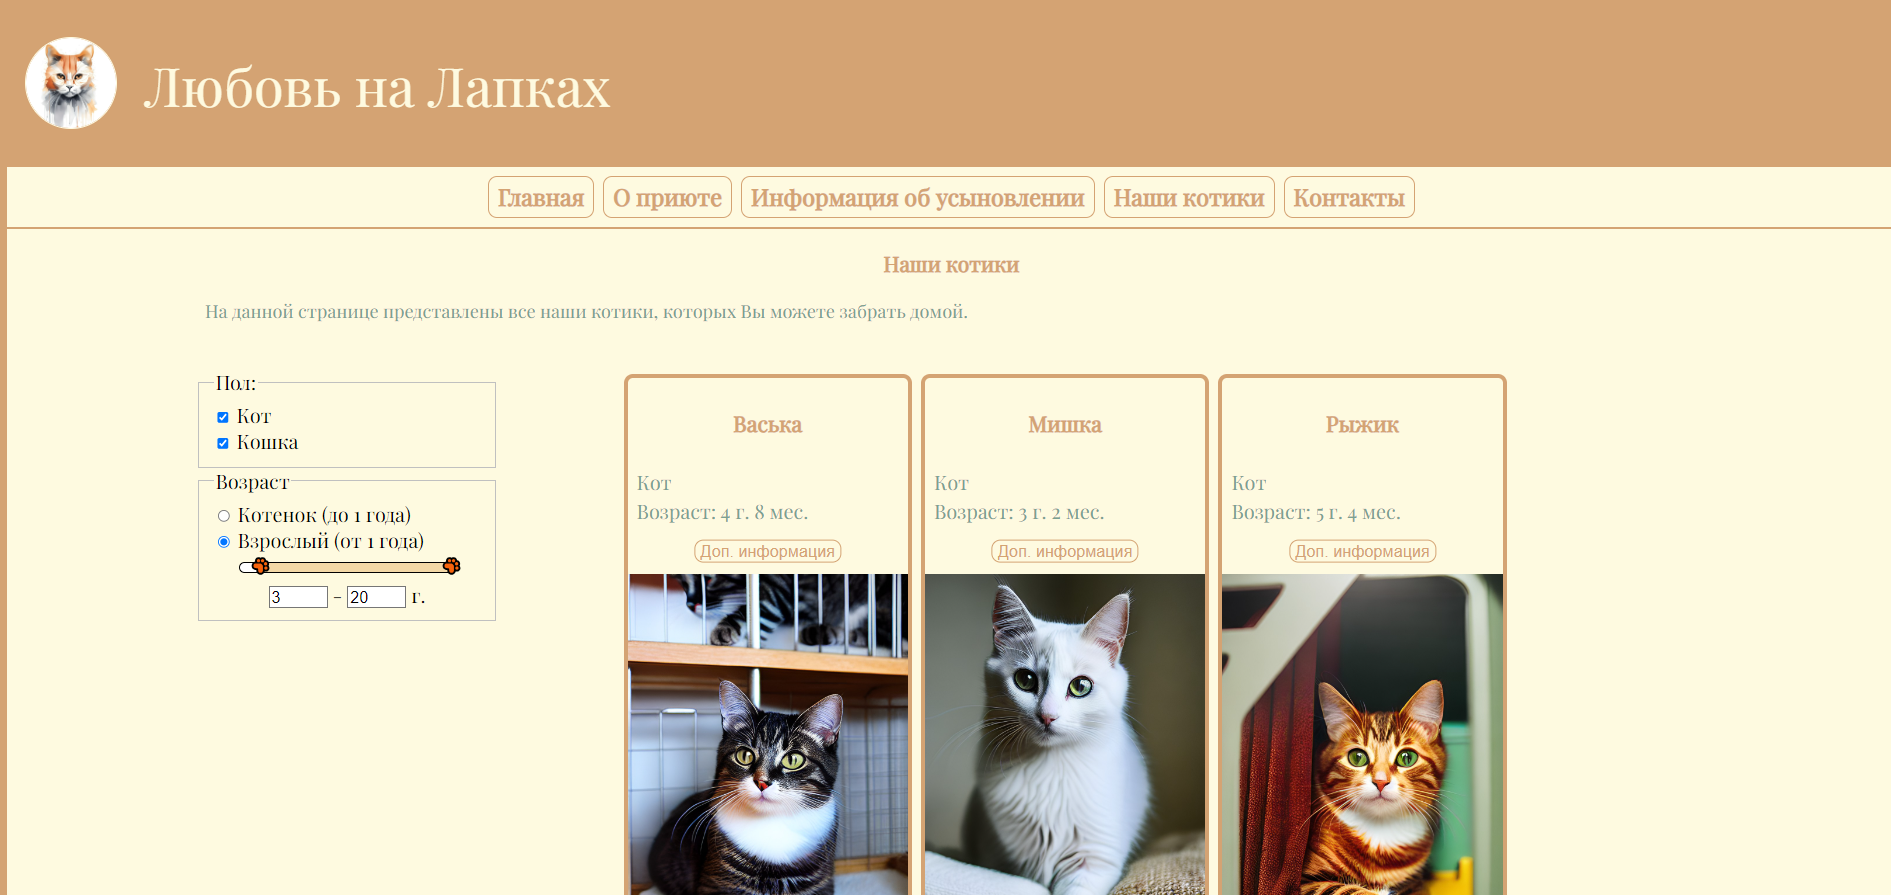 Любовь на Лапках
Главная
О приюте
Информация об усыновлении
Наши котики
Контакты
Наши котики
На данной странице представлены все наши котики, которых Вы можете забрать домой.
Пол:
Кот
Кошка
Возраст
Котенок (до 1 года)
Взрослый (от 1 года)
3 - 20 г.
Васька
Кот
Возраст: 4 г. 8 мес.
Доп. информация
Мишка
Кот
Возраст: 3 г. 2 мес.
Доп. информация
Рыжик
Кот
Возраст: 5 г. 4 мес.
Доп. информация